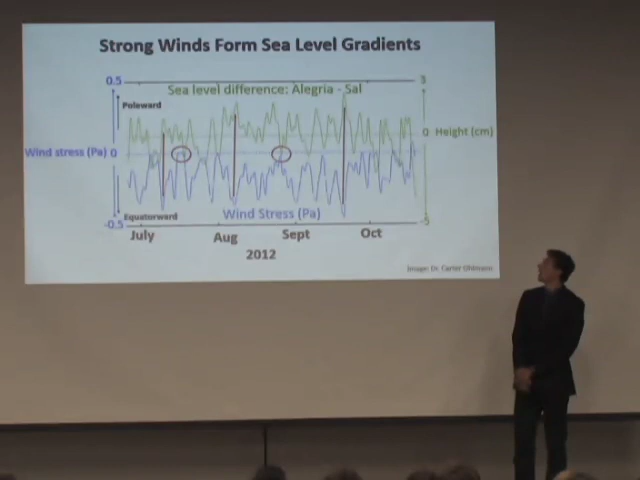 Strong Winds Form Sea Level Gradients
0.5
Sea level difference: Alegria - Sal
Poleward
Wind stress (Pa) 0
0 Height (cm)
Equatorward
Wind Stress (Pa)
-0.5
-5
July Aug Sept Oct
2012
Image: Dr. Carter Ohlmann